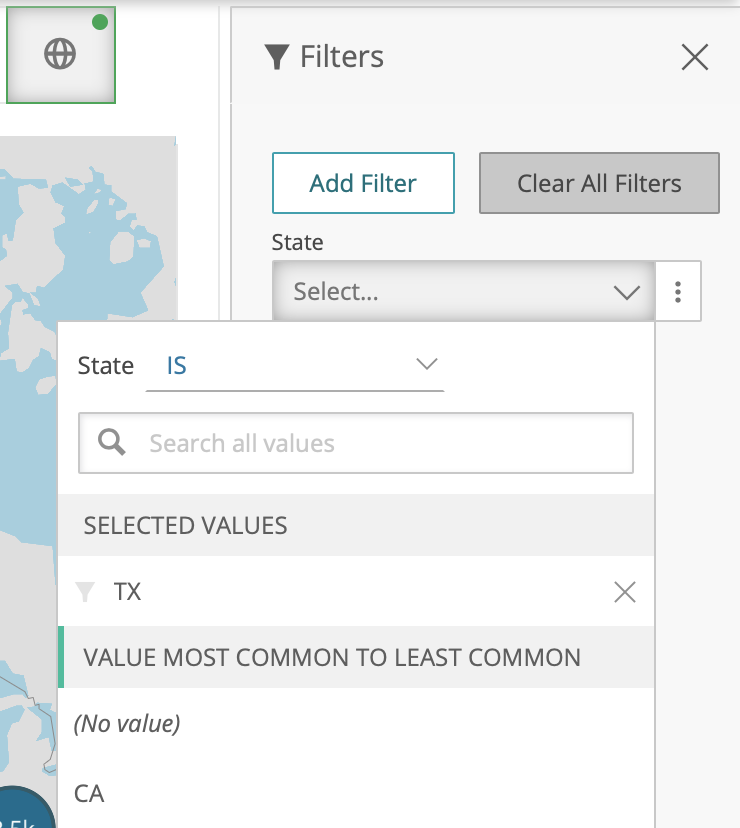 Filters
Add Filter
Clear All Filters
State
Select...
State IS
Search all values
SELECTED VALUES
TX
VALUE MOST COMMON TO LEAST COMMON
(No value)
CA